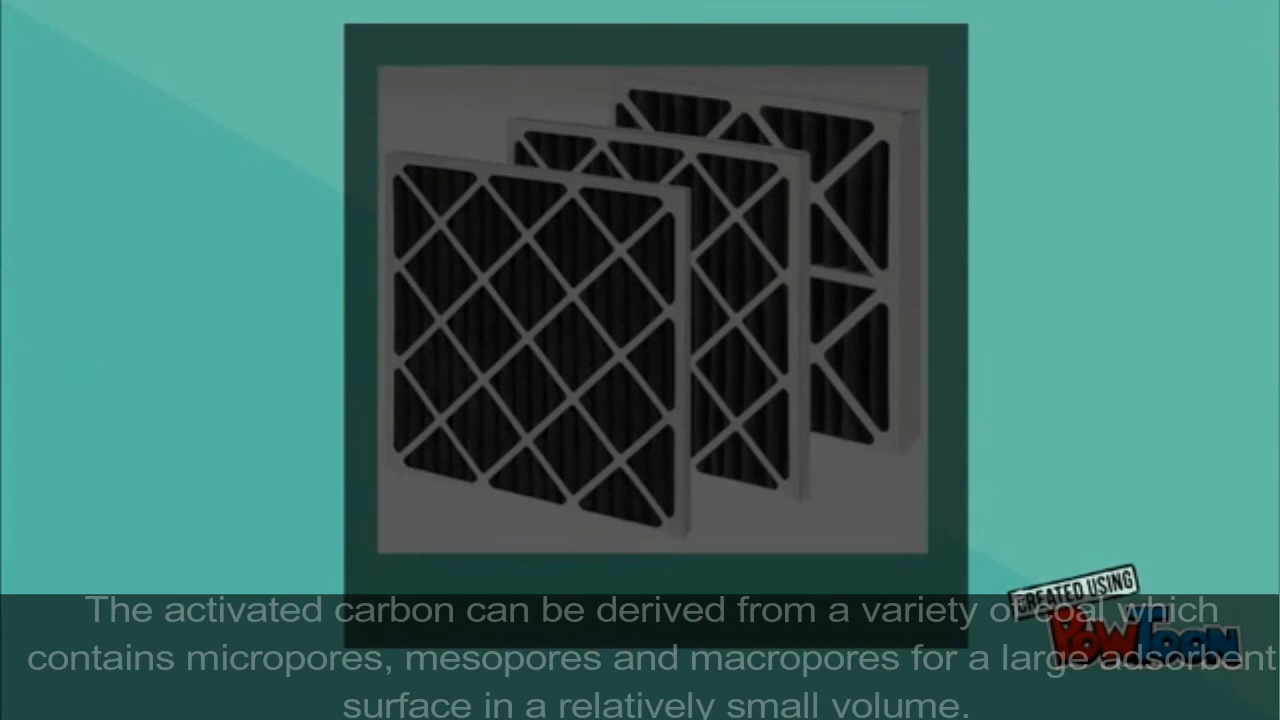 CREATED USING
POWTOON
The activated carbon can be derived from a variety of coal which
contains micropores, mesopores and macropores for a large adsorbent
surface in a relatively small volume.